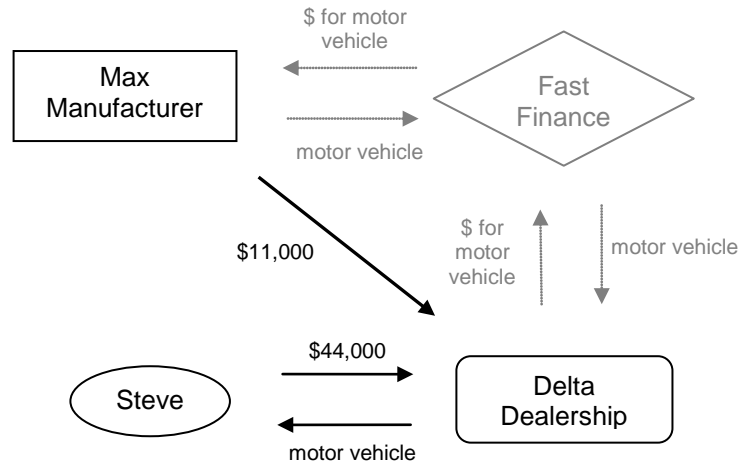 $ for motor
vehicle
Max
Manufacturer
Fast
Finance
motor vehicle
$11,000
$ for
motor
vehicle
motor vehicle
$44,000
Steve
Delta
Dealership
motor vehicle